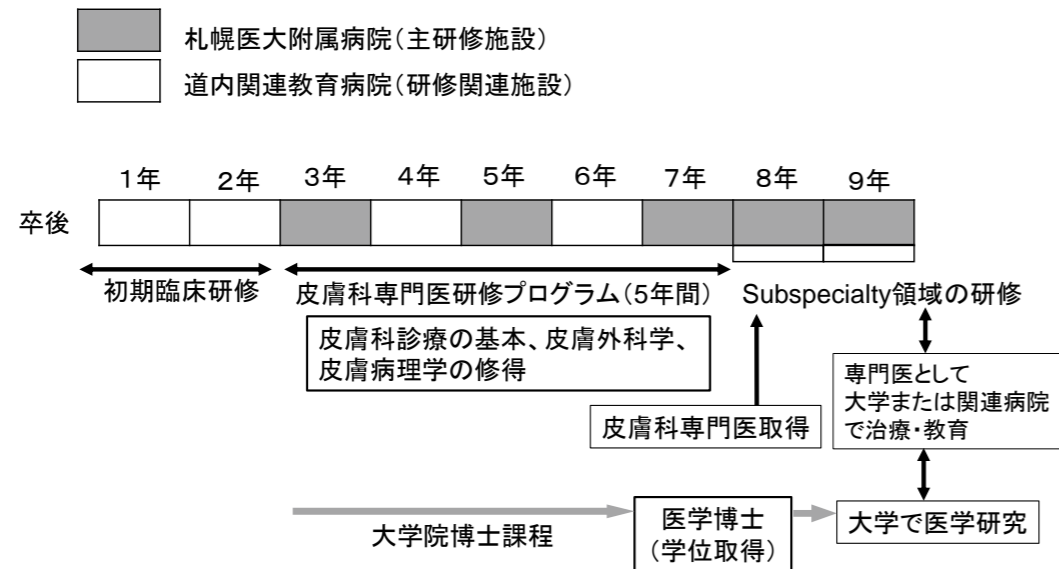 札幌医大附属病院(主研修施設)
道内関連教育病院(研修関連施設)
1年 2年 3年 4年 5年 6年 7年 8年 9年
卒後
初期臨床研修
皮膚科専門医研修プログラム(5年間)
Subspecialty領域の研修
皮膚科診療の基本、皮膚外科学、
皮膚病理学の修得
皮膚科専門医取得
専門医として
大学または関連病院
で治療・教育
大学院博士課程
医学博士
(学位取得)
大学で医学研究